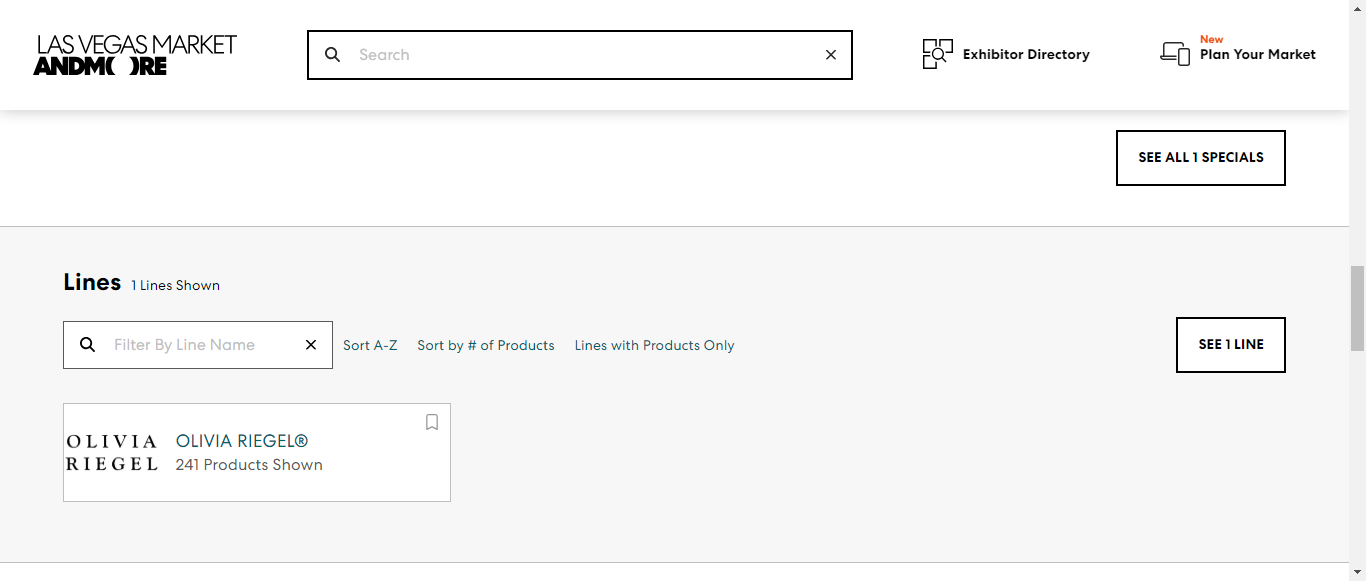 LAS VEGAS MARKET
ANDMORE
Search
Exhibitor Directory
New
Plan Your Market
SEE ALL 1 SPECIALS
Lines
1 Lines Shown
Filter By Line Name
Sort A-Z
Sort by # of Products
Lines with Products Only
SEE 1 LINE
OLIVIA
RIEGEL
OLIVIA RIEGEL®
241 Products Shown